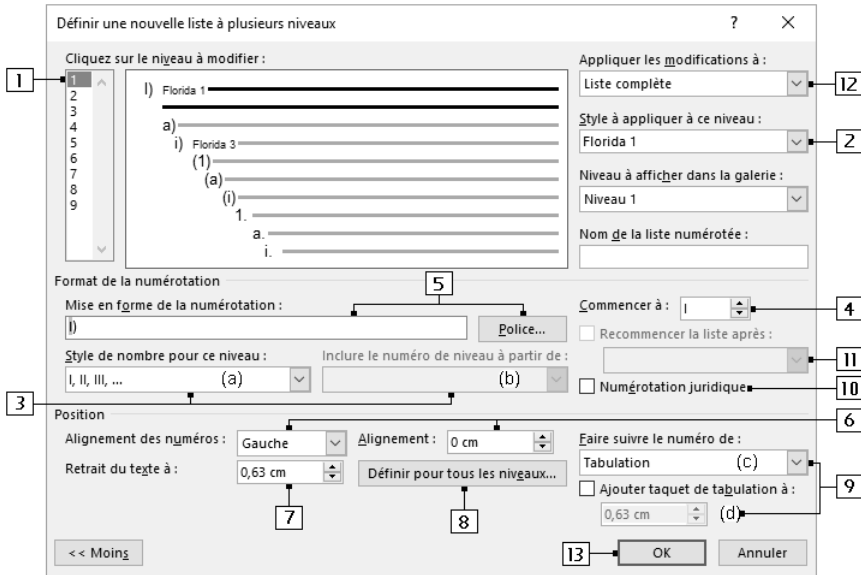 Définir une nouvelle liste à plusieurs niveaux ? ×
Cliquez sur le niveau à modifier :
1
1
2
3
4
5
6
7
8
9
I) Florida 1
a)
i) Florida 3
(1)
(a)
(i)
1.
a.
i.
Appliquer les modifications à :
Liste complète
12
Style à appliquer à ce niveau :
Florida 1
2
Niveau à afficher dans la galerie :
Niveau 1
Nom de la liste numérotée :
Format de la numérotation
5
Mise en forme de la numérotation :
I)
Police...
Commencer à : I
4
Recommencer la liste après :
11
Style de nombre pour ce niveau :
I, II, III, ... (a)
Inclure le numéro de niveau à partir de :
(b)
Numérotation juridique
10
3
Position
6
Alignement des numéros : Gauche
Alignement : 0 cm
Faire suivre le numéro de :
Tabulation (c)
Retrait du texte à : 0,63 cm
Définir pour tous les niveaux...
Ajouter taquet de tabulation à :
9
0,63 cm (d)
7
8
<< Moins
13
OK
Annuler